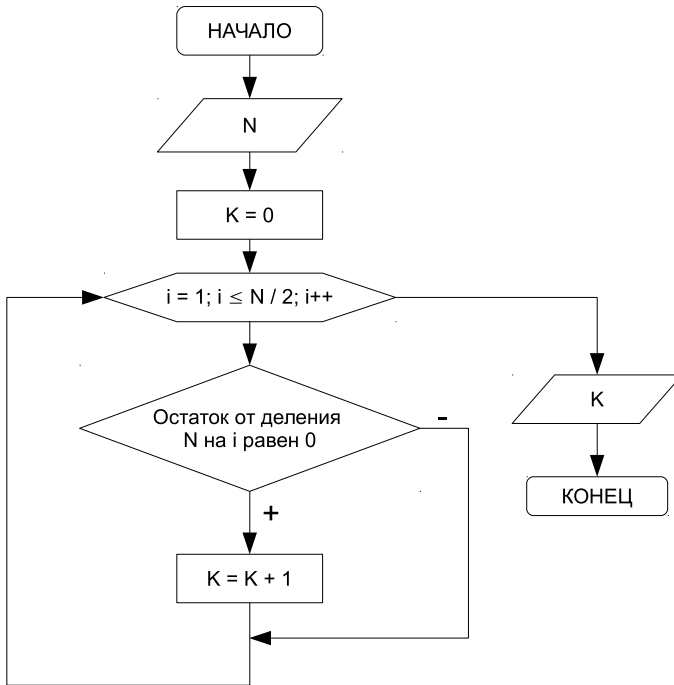 НАЧАЛО
N
K = 0
i = 1; i ≤ N / 2; i++
Остаток от деления
N на i равен 0
-
K
КОНЕЦ
+
K = K + 1